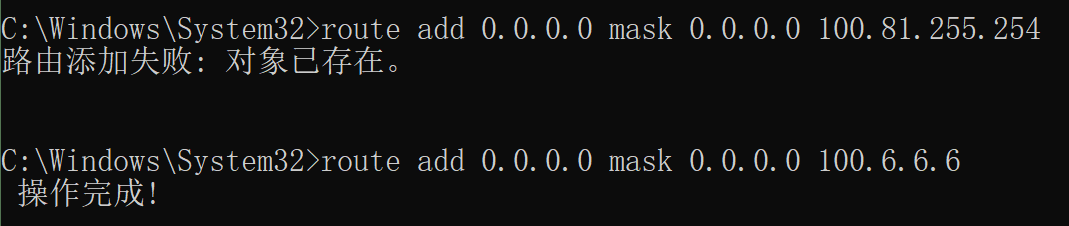 C:\Windows\System32>route add 0.0.0.0 mask 0.0.0.0 100.81.255.254
路由添加失败: 对象已存在。
C:\Windows\System32>route add 0.0.0.0 mask 0.0.0.0 100.6.6.6
操作完成!